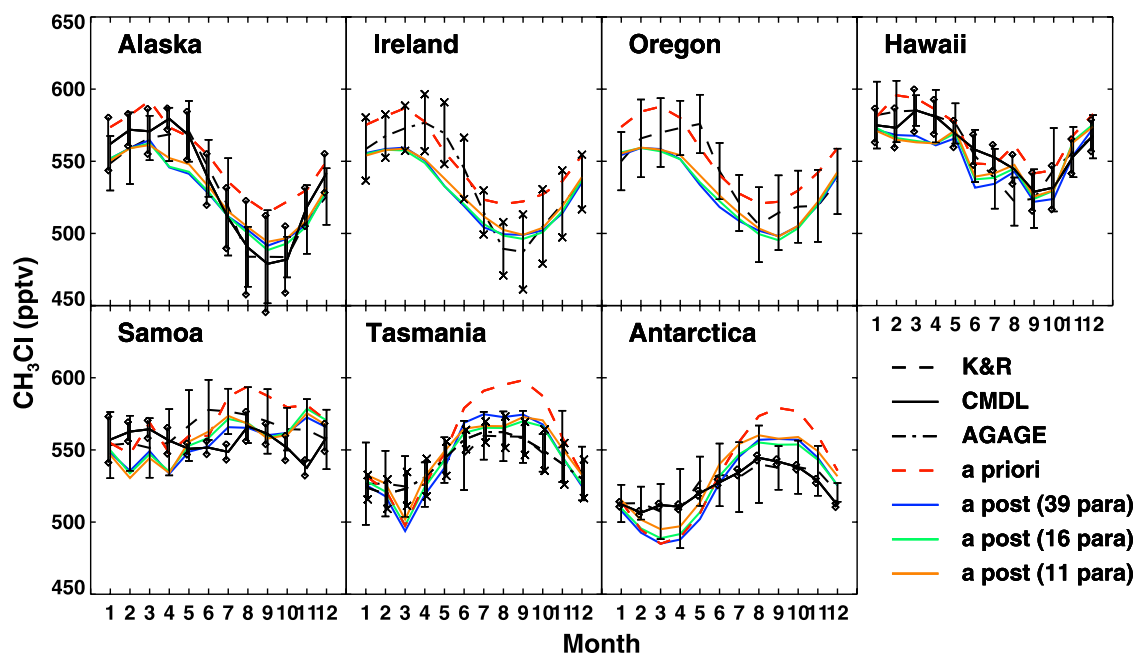 650
600
550
500
450
Alaska
Ireland
Oregon
Hawaii
1 2 3 4 5 6 7 8 9 10 11 12
CH3Cl (pptv)
600
550
500
450
Samoa
Tasmania
Antarctica
K&R
CMDL
AGAGE
a priori
a post (39 para)
a post (16 para)
a post (11 para)
1 2 3 4 5 6 7 8 9 10 11 12
1 2 3 4 5 6 7 8 9 10 11 12
1 2 3 4 5 6 7 8 9 10 11 12
Month